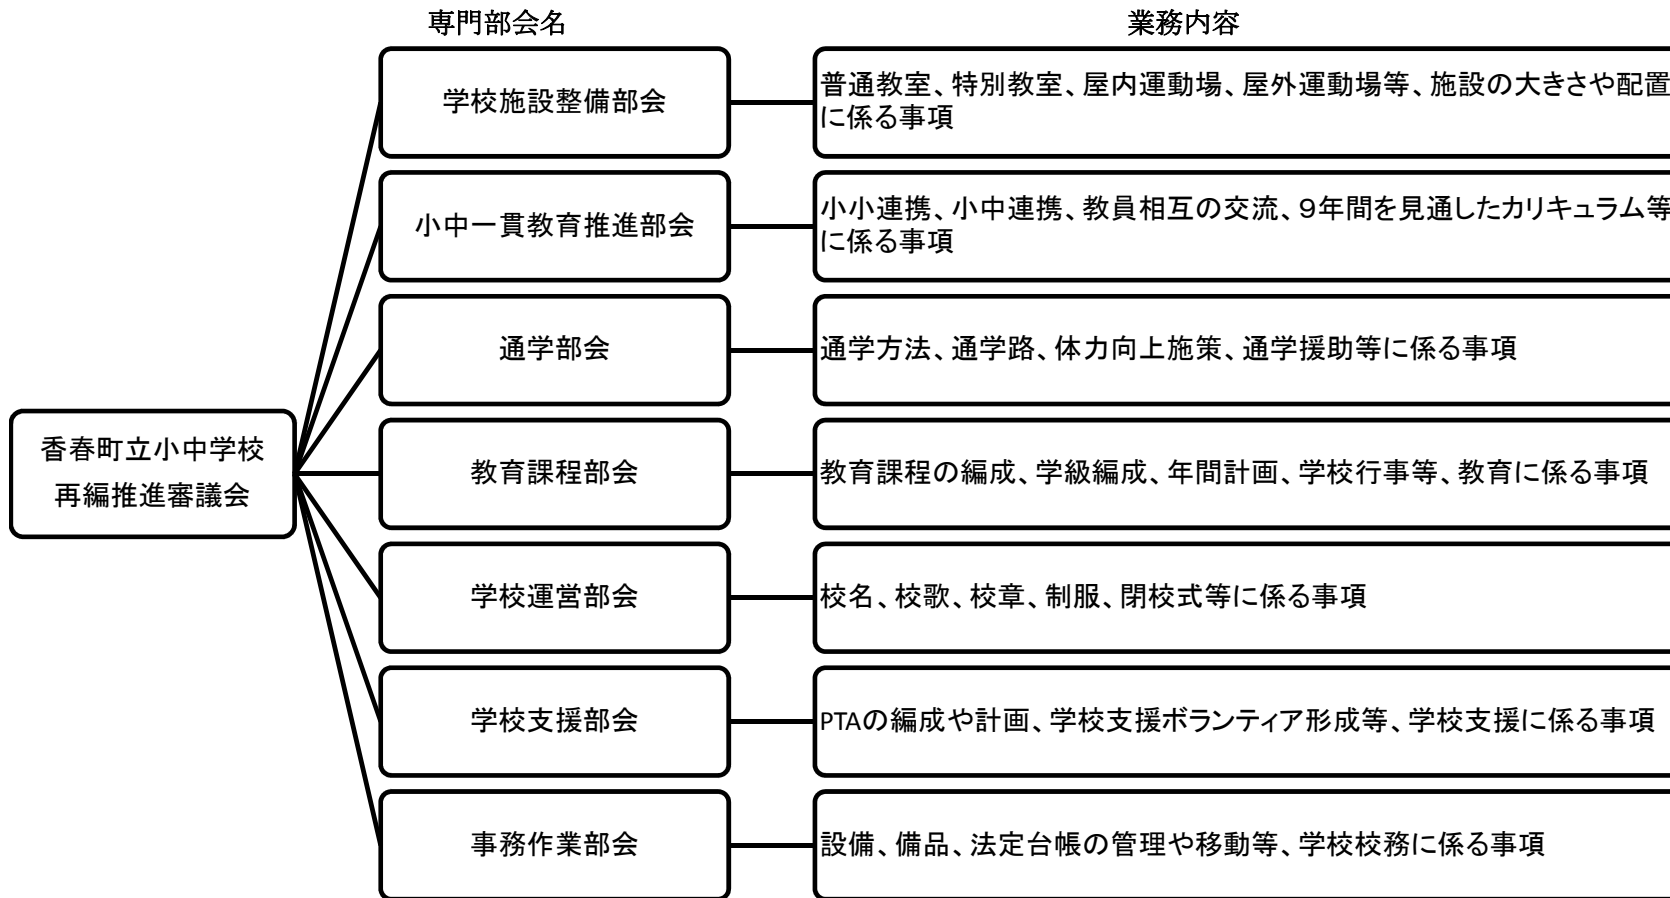 専門部会名
業務内容
学校施設整備部会
普通教室、特別教室、屋内運動場、屋外運動場等、施設の大きさや配置
に係る事項
小中一貫教育推進部会
小小連携、小中連携、教員相互の交流、9年間を見通したカリキュラム等
に係る事項
通学部会
通学方法、通学路、体力向上施策、通学援助等に係る事項
香春町立小中学校
再編推進審議会
教育課程部会
教育課程の編成、学級編成、年間計画、学校行事等、教育に係る事項
学校運営部会
校名、校歌、校章、制服、閉校式等に係る事項
学校支援部会
PTAの編成や計画、学校支援ボランティア形成等、学校支援に係る事項
事務作業部会
設備、備品、法定台帳の管理や移動等、学校校務に係る事項